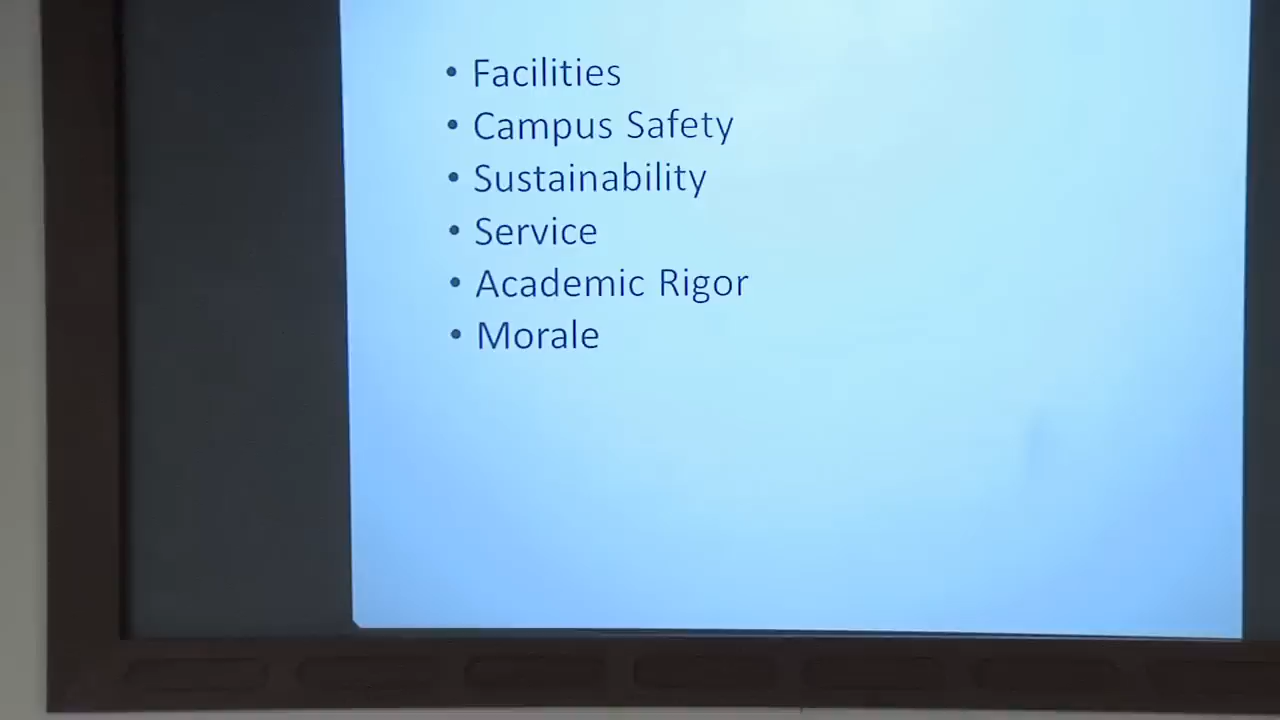 • Facilities
• Campus Safety
• Sustainability
• Service
• Academic Rigor
• Morale